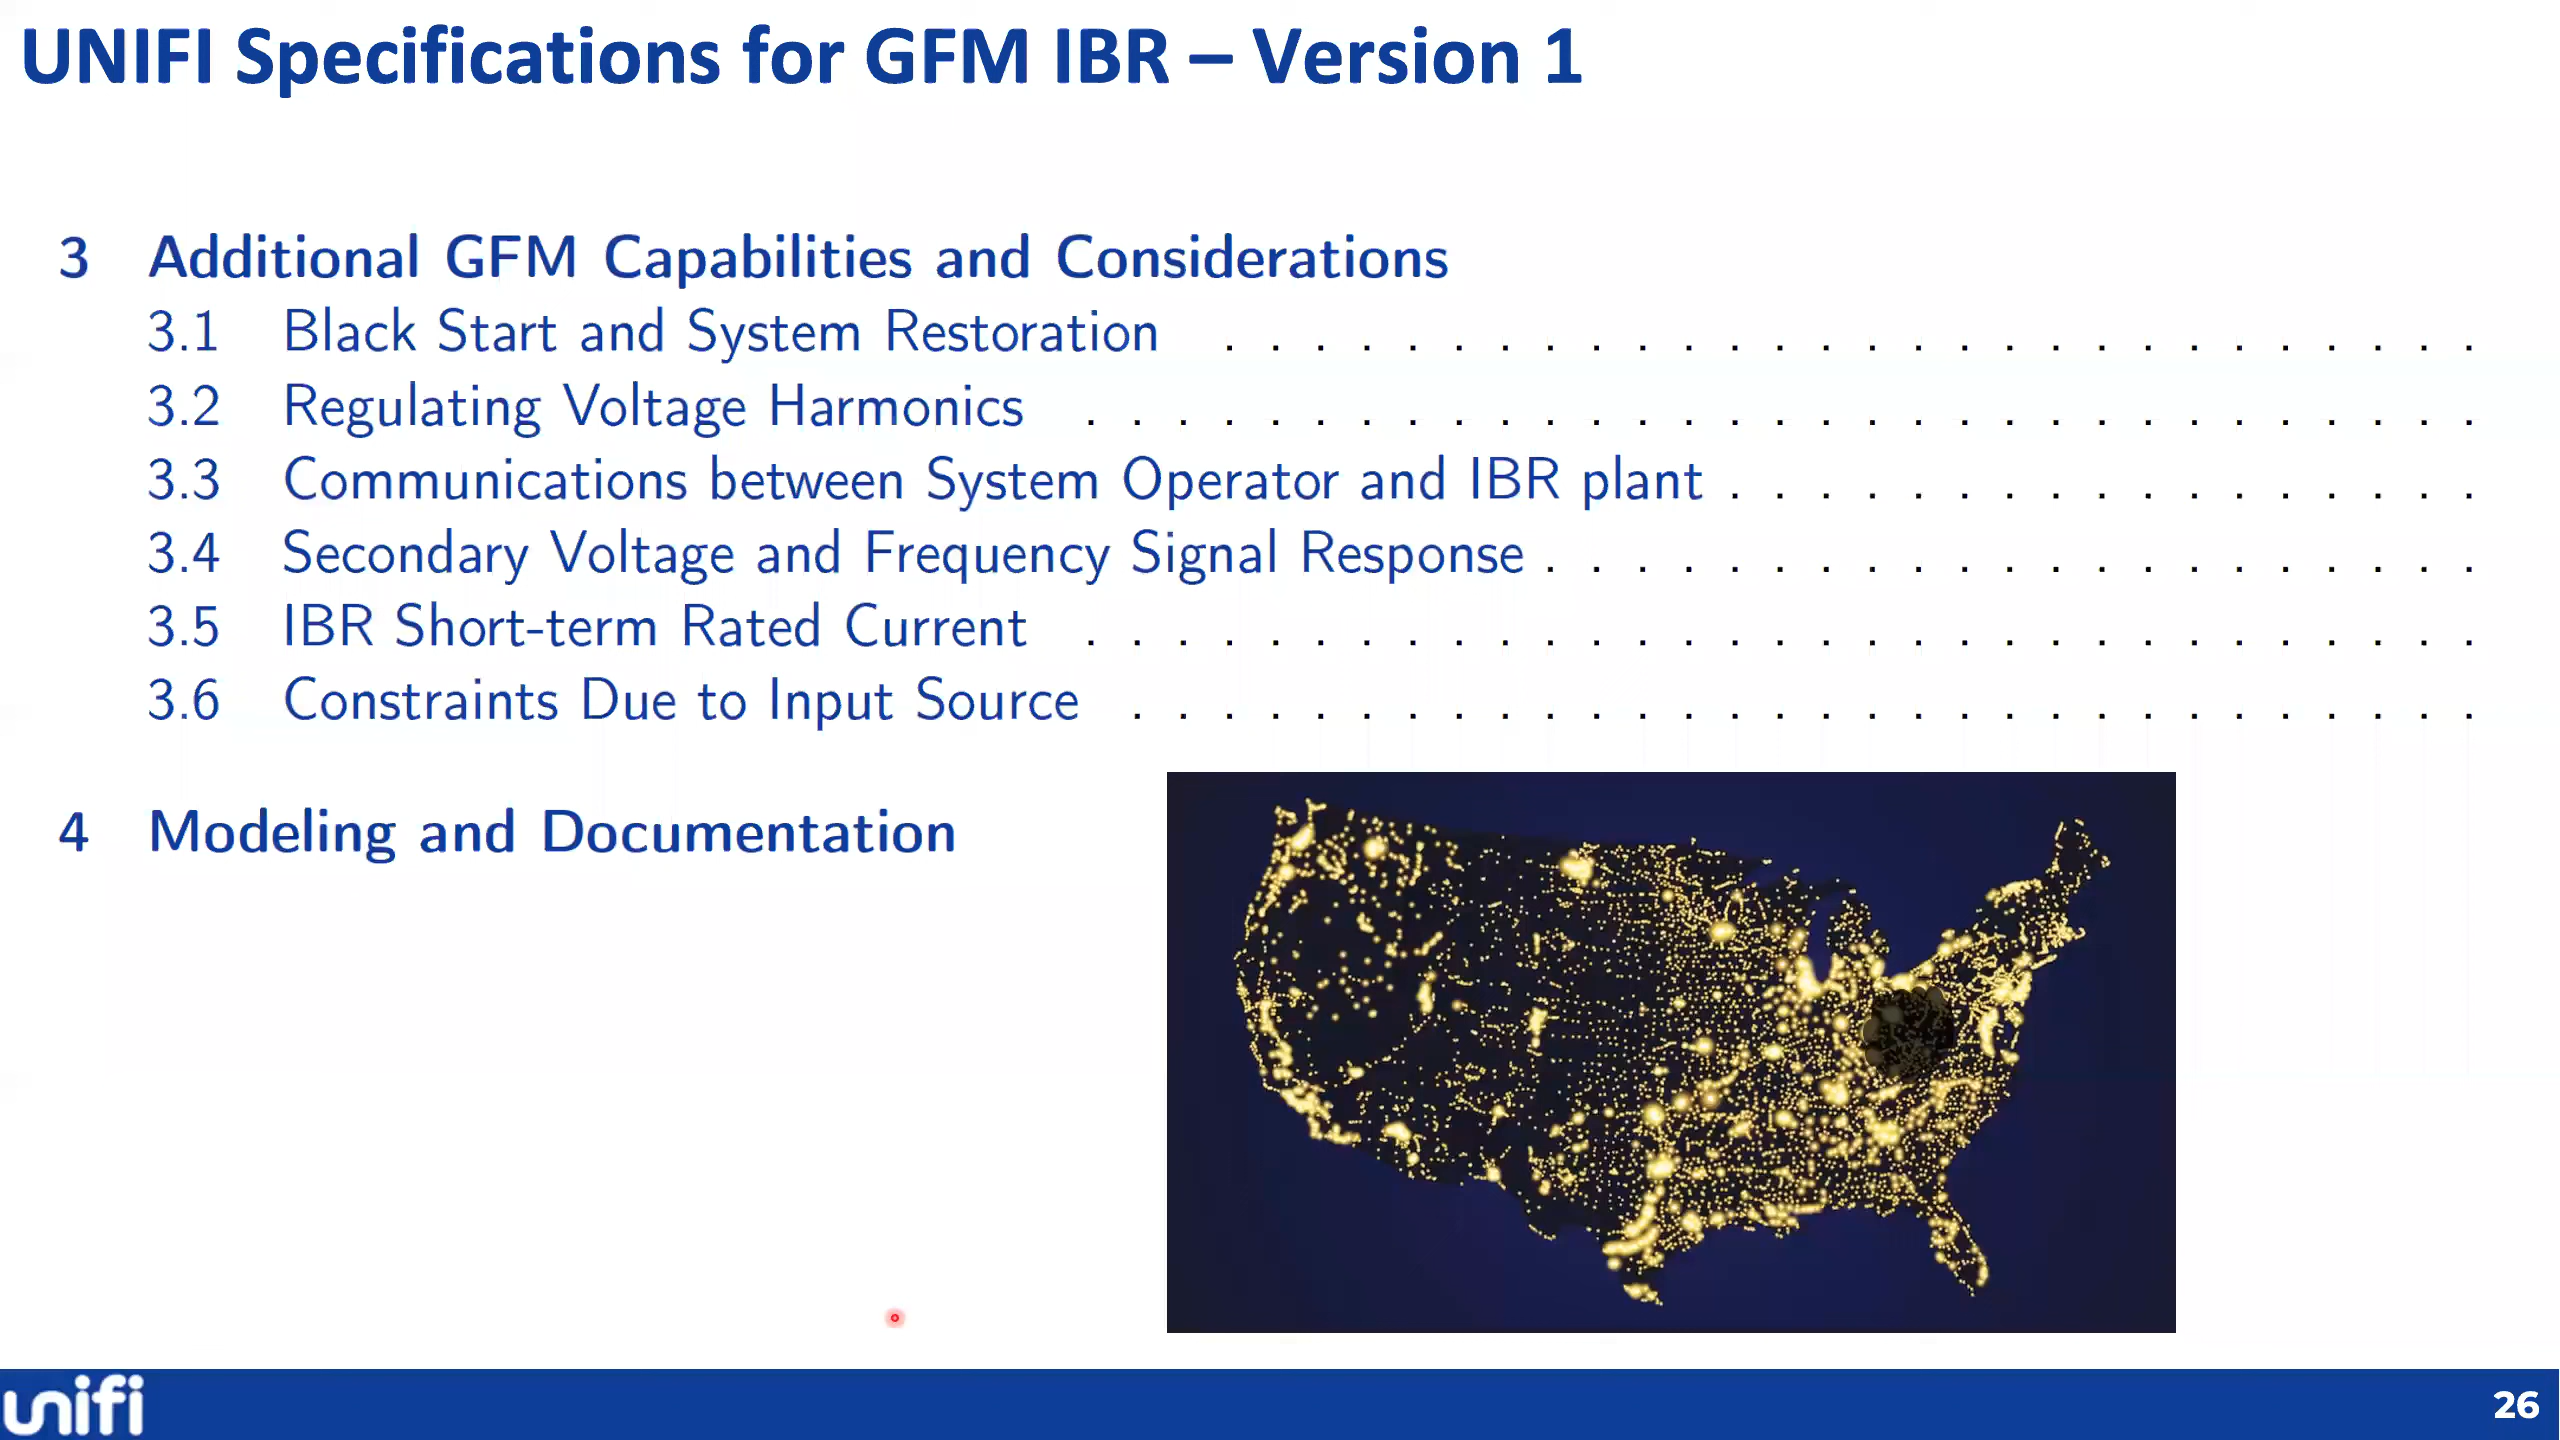 UNIFI Specifications for GFM IBR – Version 1
3 Additional GFM Capabilities and Considerations
3.1 Black Start and System Restoration . . . . . . . . . . . . . . . . . . . . . . . . . . . .
3.2 Regulating Voltage Harmonics . . . . . . . . . . . . . . . . . . . . . . . . . . . . . . .
3.3 Communications between System Operator and IBR plant . . . . . . . . . . . . . . . . .
3.4 Secondary Voltage and Frequency Signal Response . . . . . . . . . . . . . . . . . . . . .
3.5 IBR Short-term Rated Current . . . . . . . . . . . . . . . . . . . . . . . . . . . . . . .
3.6 Constraints Due to Input Source . . . . . . . . . . . . . . . . . . . . . . . . . . . . . .
4 Modeling and Documentation
unifi
26